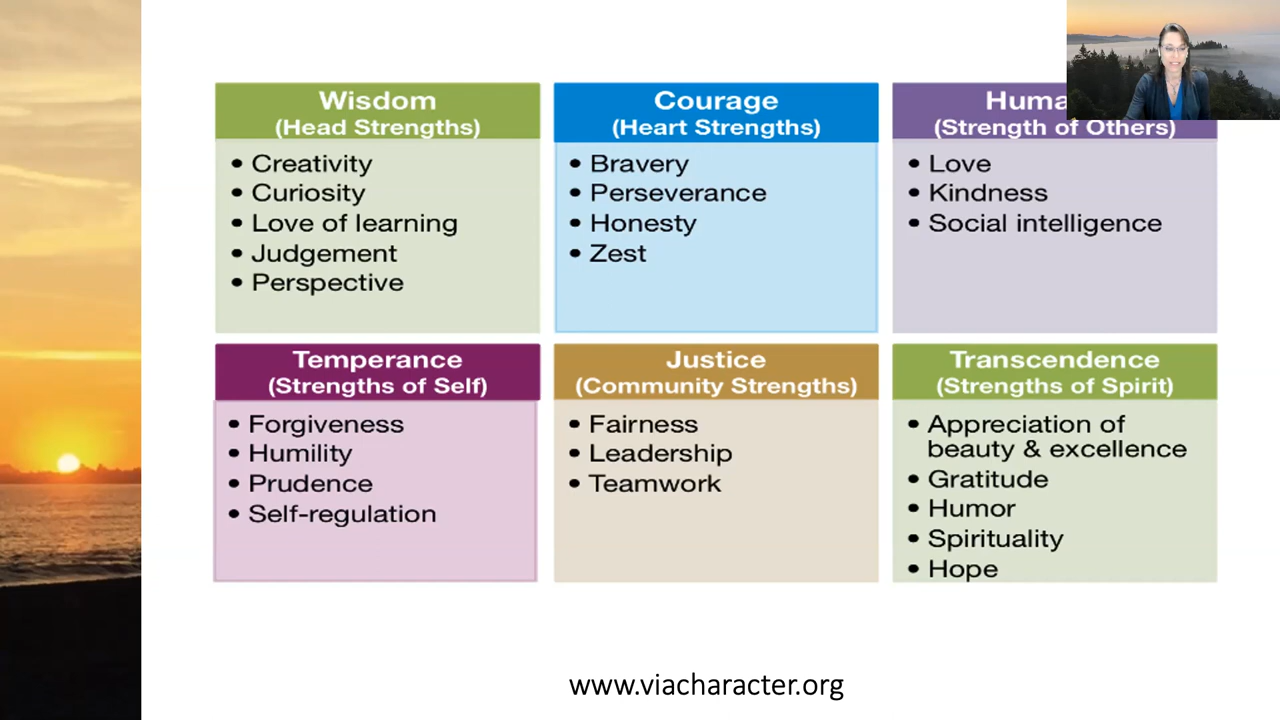 Wisdom
(Head Strengths)
• Creativity
• Curiosity
• Love of learning
• Judgement
• Perspective
Courage
(Heart Strengths)
• Bravery
• Perseverance
• Honesty
• Zest
Huma
(Strength of Others)
• Love
• Kindness
• Social intelligence
Temperance
(Strengths of Self)
• Forgiveness
• Humility
• Prudence
• Self-regulation
Justice
(Community Strengths)
• Fairness
• Leadership
• Teamwork
Transcendence
(Strengths of Spirit)
• Appreciation of
beauty & excellence
• Gratitude
• Humor
• Spirituality
• Hope
www.viacharacter.org